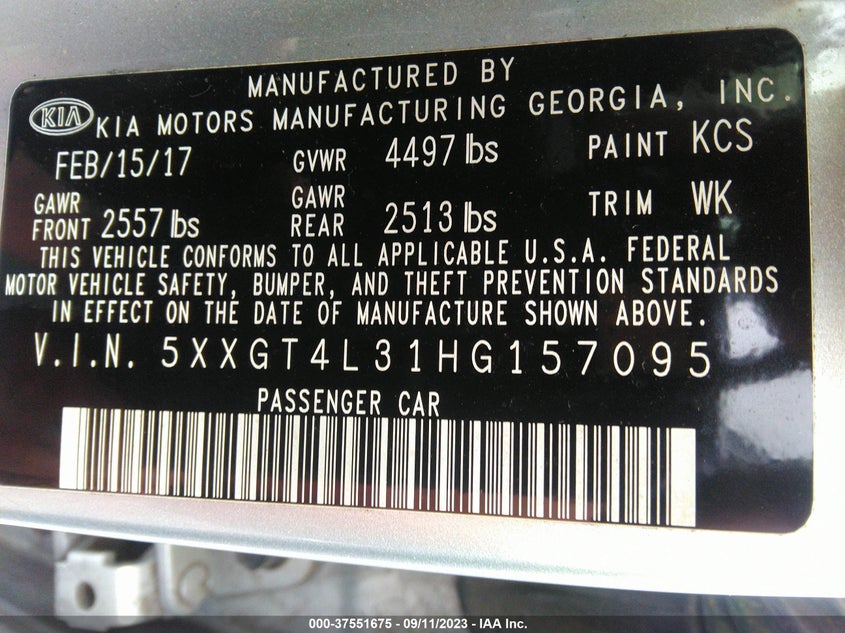 MANUFACTURED BY
KIA KIA MOTORS MANUFACTURING GEORGIA, INC.
FEB/15/17 GVWR 4497 lbs PAINT KCS
GAWR FRONT 2557 lbs GAWR REAR 2513 lbs TRIM WK
THIS VEHICLE CONFORMS TO ALL APPLICABLE U.S.A. FEDERAL
MOTOR VEHICLE SAFETY, BUMPER, AND THEFT PREVENTION STANDARDS
IN EFFECT ON THE DATE OF MANUFACTURE SHOWN ABOVE.
V.I.N. 5XXGT4L31HG157095
PASSENGER CAR
000-37551675 - 09/11/2023 - IAA Inc.